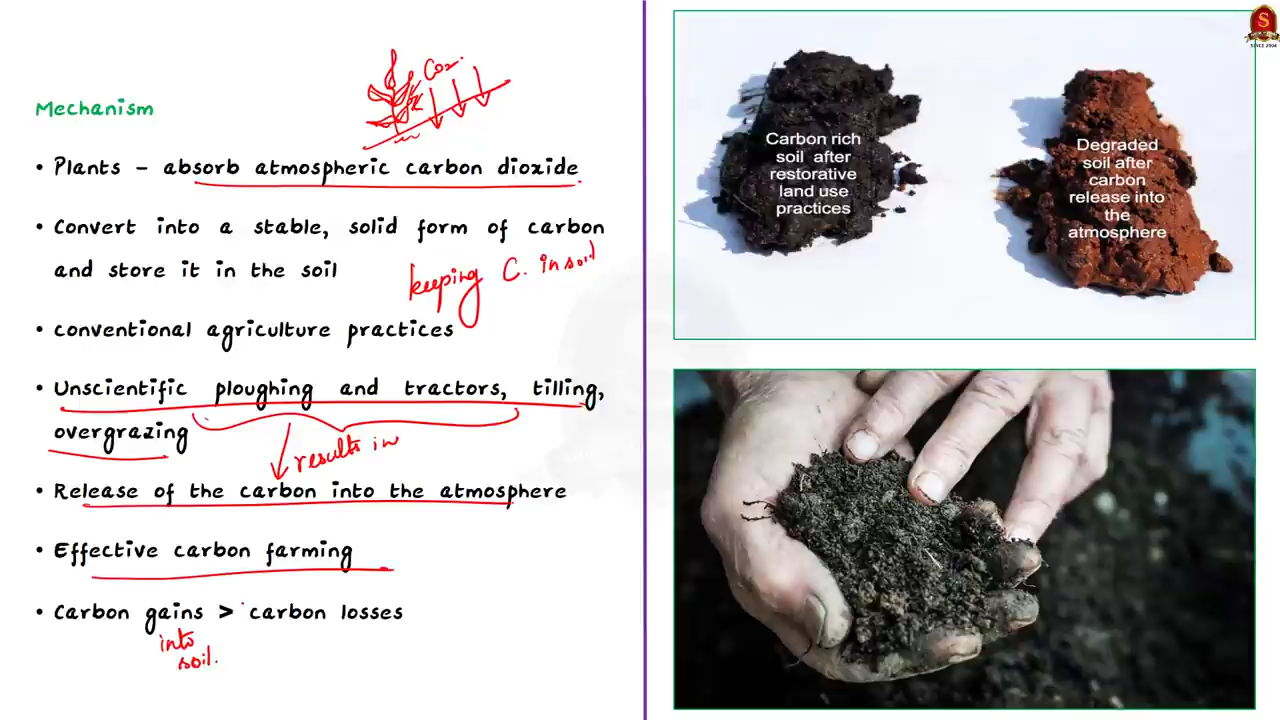 Co2.
Mechanism
• Plants – absorb atmospheric carbon dioxide
• Convert into a stable, solid form of carbon
and store it in the soil
keeping C. in soil
• conventional agriculture practices
• Unscientific ploughing and tractors, tilling,
overgrazing
results in
• Release of the carbon into the atmosphere
• Effective carbon farming
• Carbon gains > carbon losses
into
soil.
Carbon rich
soil after
restorative
land use
practices
Degraded
soil after
carbon
release into
the
atmosphere
S
SINCE 2004